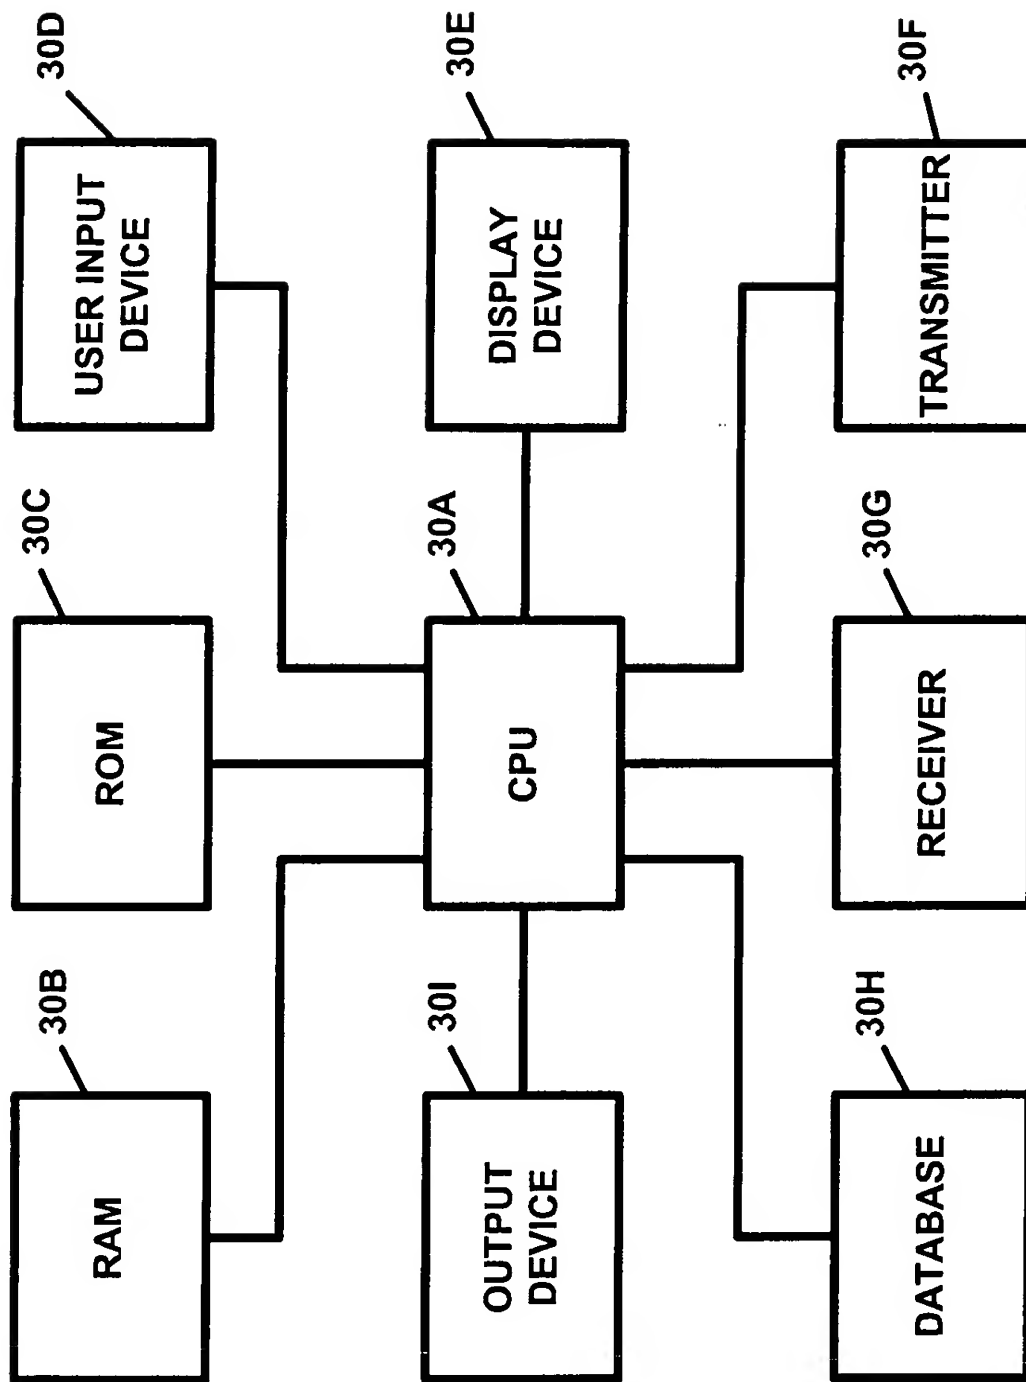 30B
RAM
30C
ROM
30D
USER INPUT
DEVICE
30I
OUTPUT
DEVICE
30A
CPU
30E
DISPLAY
DEVICE
30H
DATABASE
30G
RECEIVER
30F
TRANSMITTER